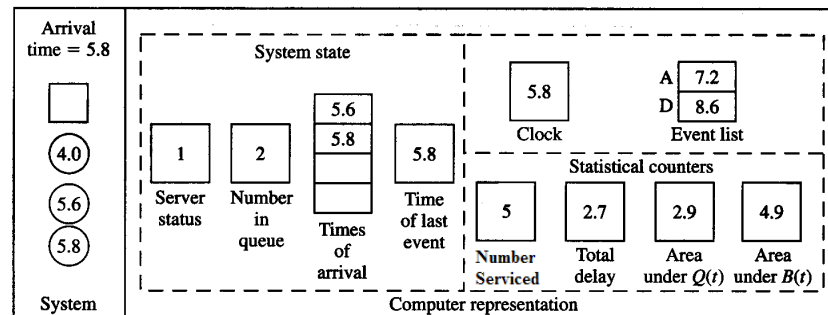 Arrival
time = 5.8
4.0
5.6
5.8
System
System state
1
Server
status
2
Number
in
queue
5.6
5.8
Times
of
arrival
5.8
Time
of last
event
5.8
Clock
A 7.2
D 8.6
Event list
Statistical counters
5
Number
Serviced
2.7
Total
delay
2.9
Area
under Q(t)
4.9
Area
under B(t)
Computer representation